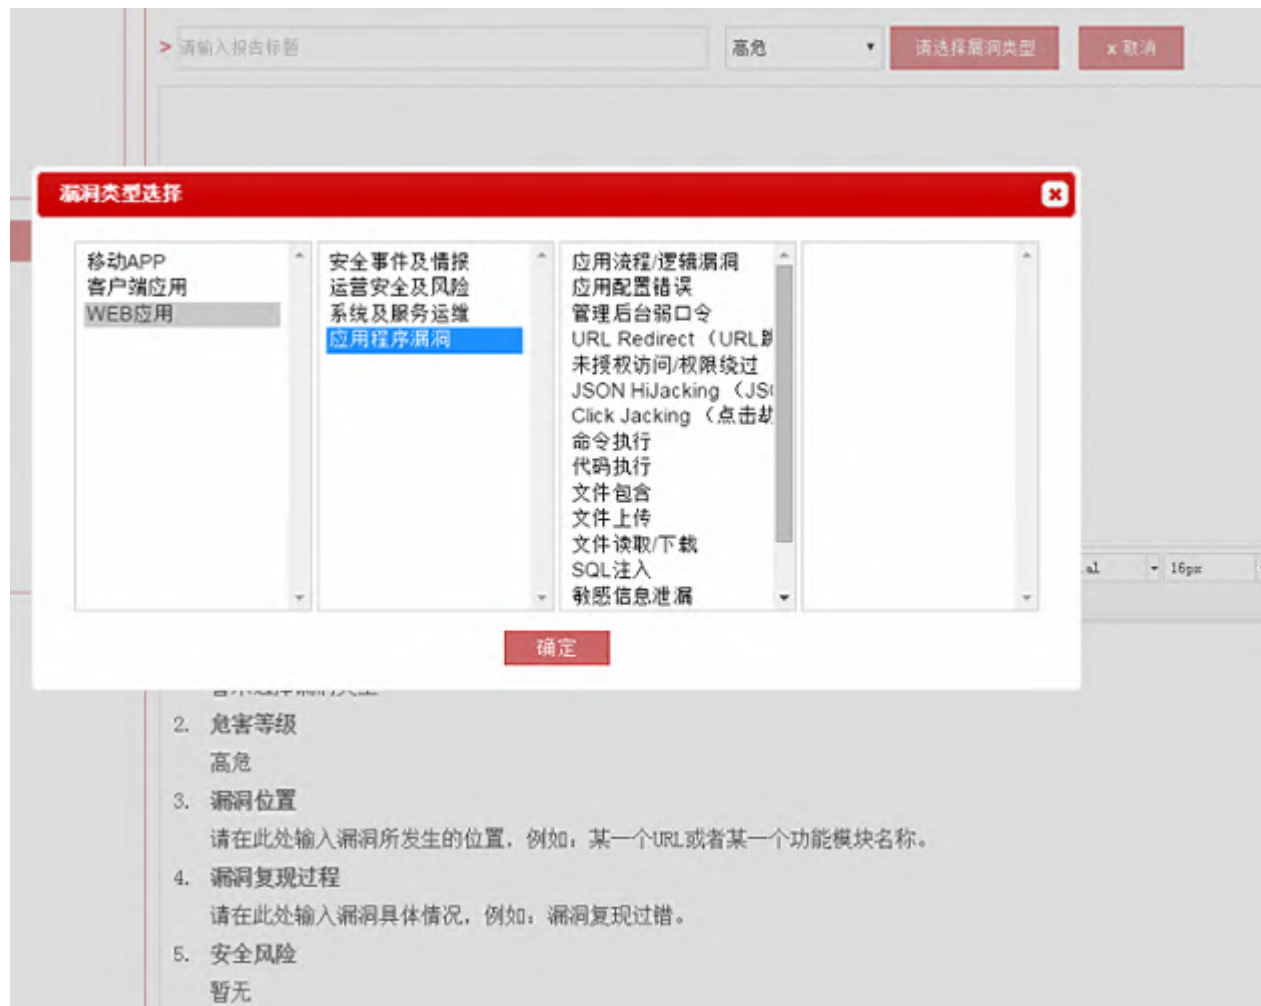 > 请输入报告标题
高危
请选择漏洞类型
x 取消
漏洞类型选择
移动APP
客户端应用
WEB应用
安全事件及情报
运营安全及风险
系统及服务运维
应用程序漏洞
应用流程/逻辑漏洞
应用配置错误
管理后台弱口令
URL Redirect （URL
未授权访问/权限绕过
JSON HiJacking （JS
Click Jacking （点击
命令执行
代码执行
文件包含
文件上传
文件读取/下载
SQL注入
敏感信息泄漏
确定
16px
2. 危害等级
高危
3. 漏洞位置
请在此处输入漏洞所发生的位置，例如：某一个URL或者某一个功能模块名称。
4. 漏洞复现过程
请在此处输入漏洞具体情况，例如：漏洞复现过错。
5. 安全风险
暂无